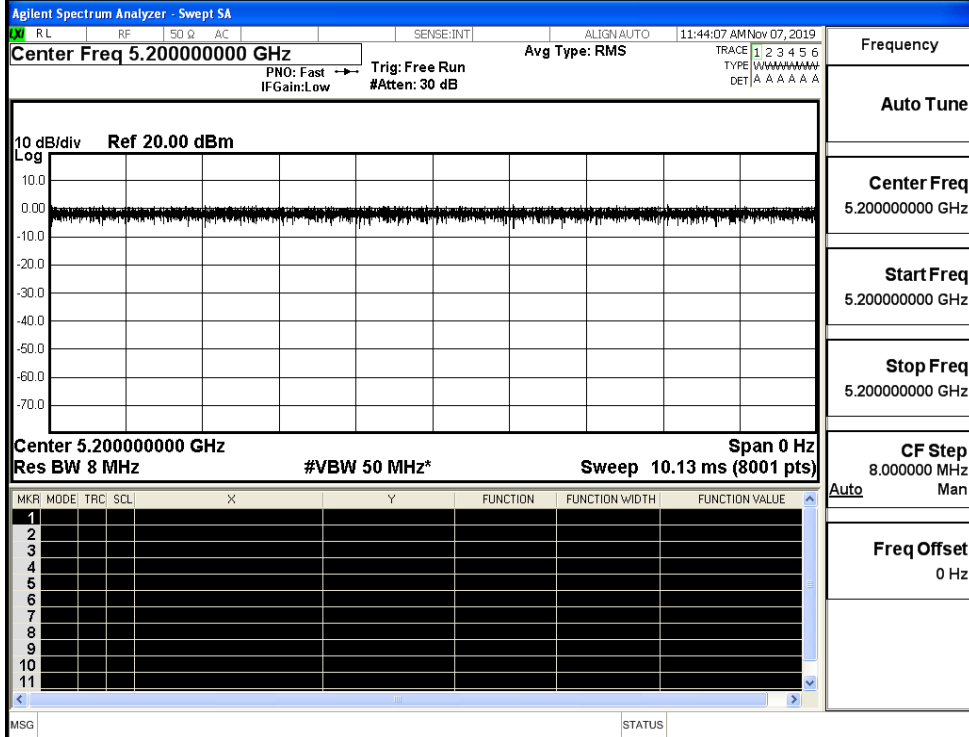 Agilent Spectrum Analyzer - Swept SA
LXI RL RF 50 Ω AC SENSE:INT ALIGNAUTO 11:44:07 AM Nov 07, 2019
Center Freq 5.200000000 GHz Avg Type: RMS TRACE 1 2 3 4 5 6
PNO: Fast Trig: Free Run TYPE WWWWWW
IFGain:Low #Atten: 30 dB DET A A A A A A
10 dB/div Ref 20.00 dBm
Log
10.0
0.00
-10.0
-20.0
-30.0
-40.0
-50.0
-60.0
-70.0
Center 5.200000000 GHz Span 0 Hz
Res BW 8 MHz #VBW 50 MHz* Sweep 10.13 ms (8001 pts)
MKR MODE TRC SCL X Y FUNCTION FUNCTION WIDTH FUNCTION VALUE
1
2
3
4
5
6
7
8
9
10
11
MSG STATUS
Frequency
Auto Tune
Center Freq
5.200000000 GHz
Start Freq
5.200000000 GHz
Stop Freq
5.200000000 GHz
CF Step
8.000000 MHz
Auto Man
Freq Offset
0 Hz